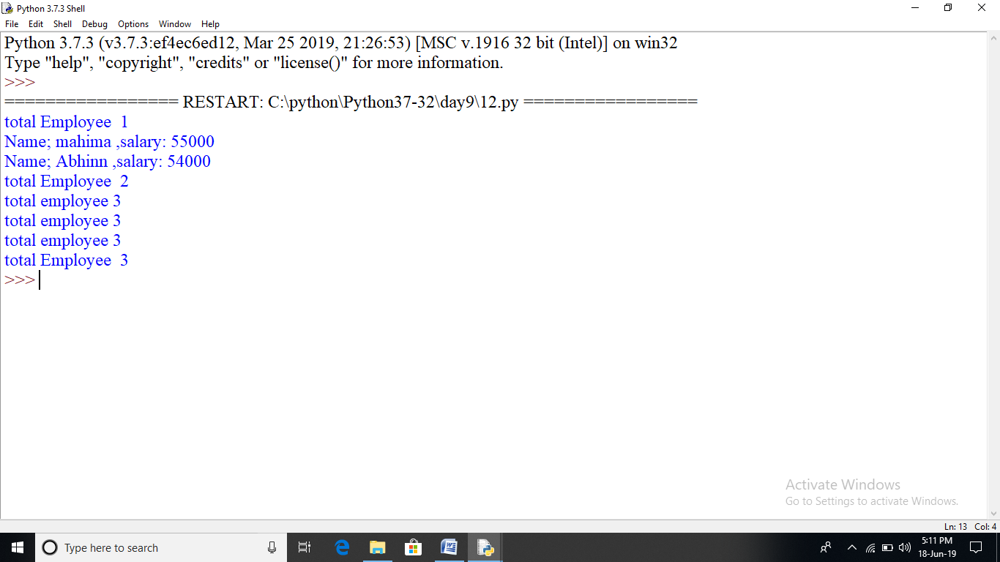 Python 3.7.3 Shell
File Edit Shell Debug Options Window Help
Python 3.7.3 (v3.7.3:ef4ec6ed12, Mar 25 2019, 21:26:53) [MSC v.1916 32 bit (Intel)] on win32
Type "help", "copyright", "credits" or "license()" for more information.
>>>
================= RESTART: C:\python\Python37-32\day9\12.py =================
total Employee  1
Name; mahima ,salary: 55000
Name; Abhinn ,salary: 54000
total Employee  2
total employee 3
total employee 3
total employee 3
total Employee  3
>>>
Activate Windows
Go to Settings to activate Windows.
Ln: 13 Col: 4
Type here to search
5:11 PM
18-Jun-19